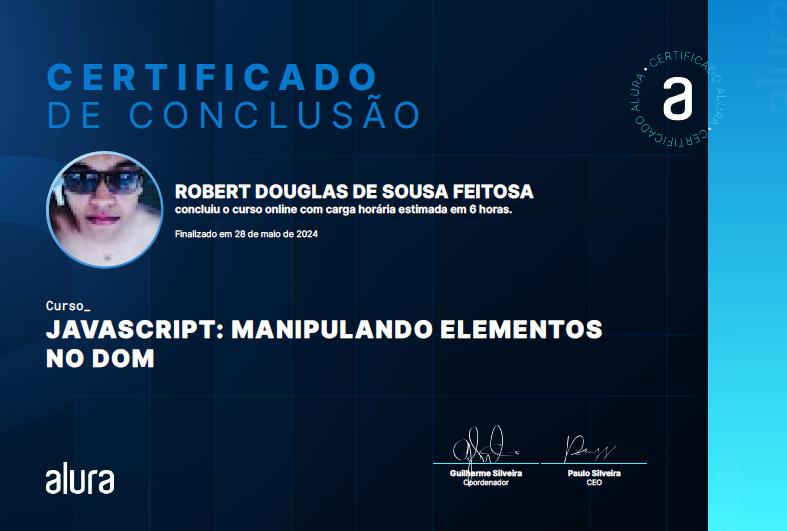 CERTIFICADO
DE CONCLUSÃO
CERTIFICADO ALURA • CERTIFICADO ALURA •
a
ROBERT DOUGLAS DE SOUSA FEITOSA
concluiu o curso online com carga horária estimada em 6 horas.
Finalizado em 28 de maio de 2024
Curso_
JAVASCRIPT: MANIPULANDO ELEMENTOS
NO DOM
alura
Guilherme Silveira
Coordenador
Paulo Silveira
CEO
alura
alura